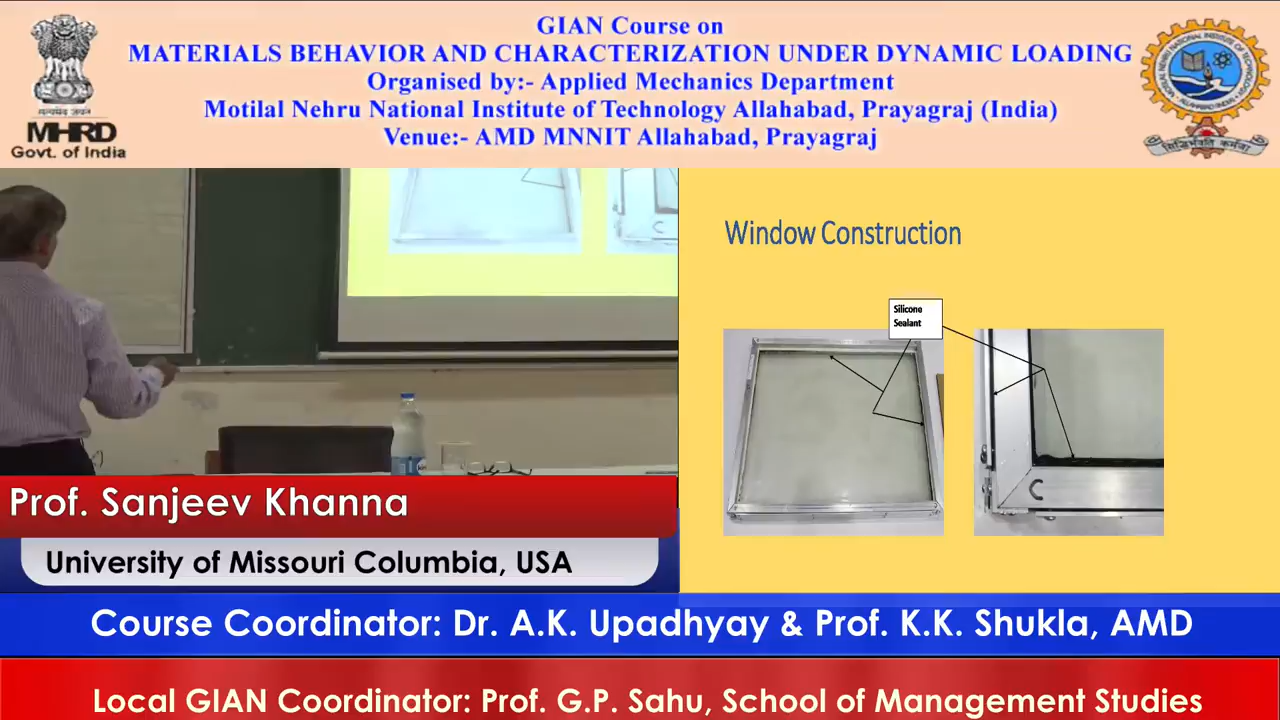 GIAN Course on
MATERIALS BEHAVIOR AND CHARACTERIZATION UNDER DYNAMIC LOADING
Organised by:- Applied Mechanics Department
Motilal Nehru National Institute of Technology Allahabad, Prayagraj (India)
Venue:- AMD MNNIT Allahabad, Prayagraj
सत्यमेव जयते
MHRD
Govt. of India
Window Construction
Silicone
Sealant
C
Prof. Sanjeev Khanna
University of Missouri Columbia, USA
Course Coordinator: Dr. A.K. Upadhyay & Prof. K.K. Shukla, AMD
Local GIAN Coordinator: Prof. G.P. Sahu, School of Management Studies